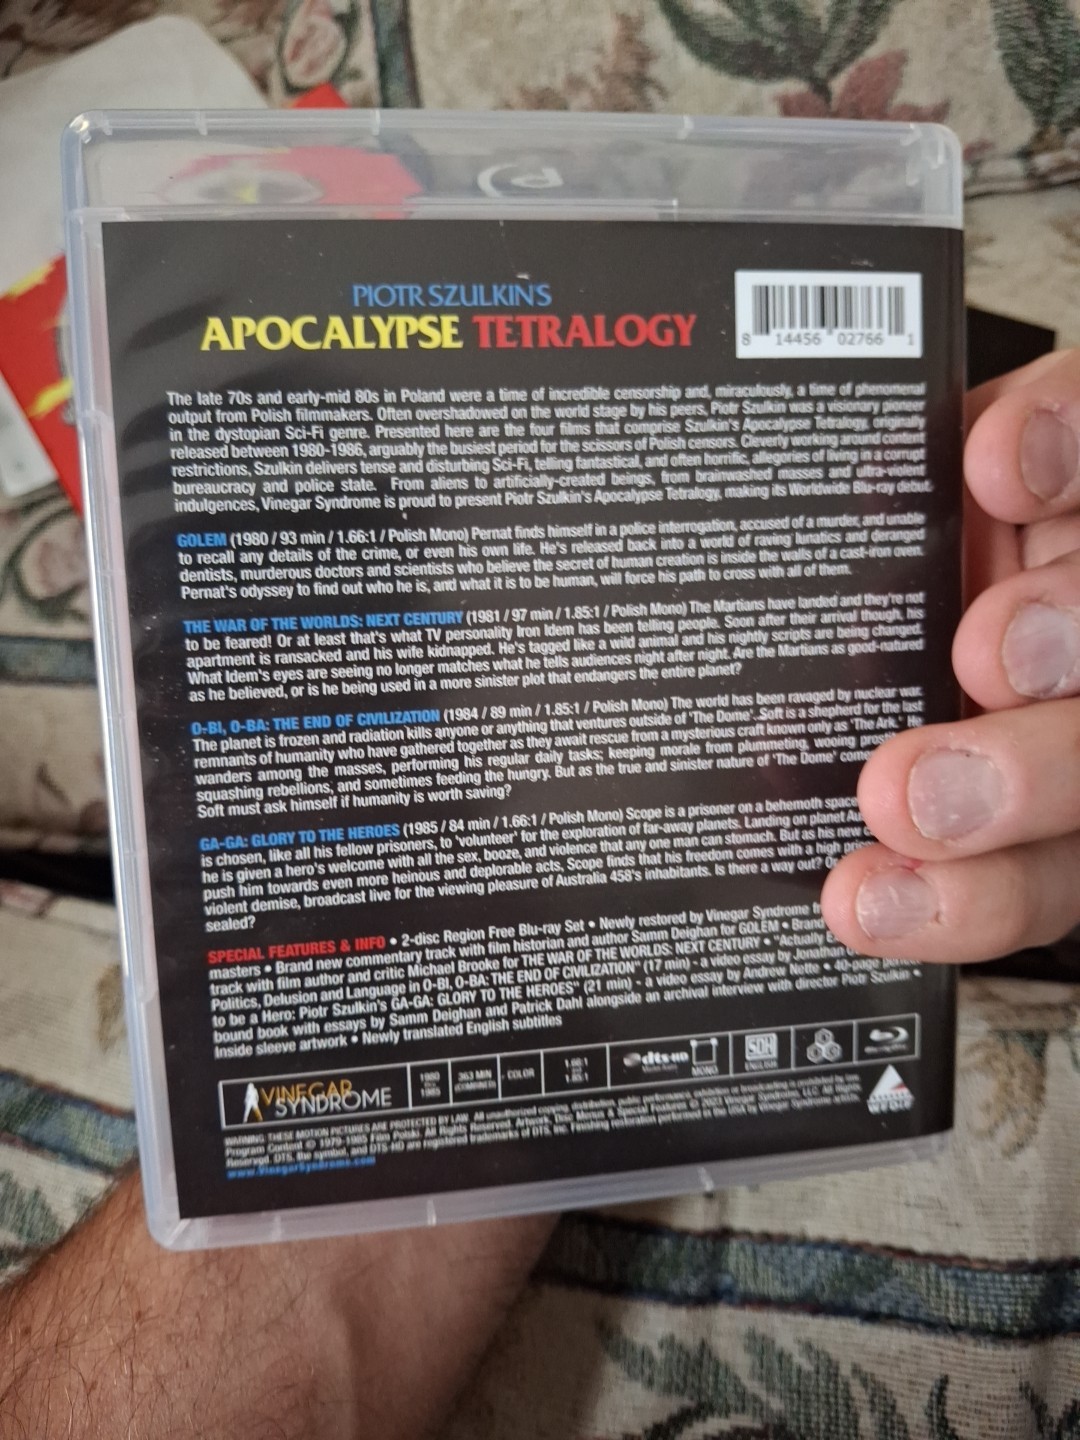 PIOTR SZULKIN'S
APOCALYPSE TETRALOGY
8 14456 02766 1
The late 70s and early-mid 80s in Poland were a time of incredible censorship and, miraculously, a time of phenomenal
output from Polish filmmakers. Often overshadowed on the world stage by his peers, Piotr Szulkin was a visionary pioneer
in the dystopian Sci-Fi genre. Presented here are the four films that comprise Szulkin's Apocalypse Tetralogy, originally
released between 1980-1986, arguably the busiest period for the scissors of Polish censors. Cleverly working around content
restrictions, Szulkin delivers tense and disturbing Sci-Fi, telling fantastical, and often horrific, allegories of living in a corrupt
bureaucracy and police state. From aliens to artificially-created beings, from brainwashed masses and ultra-violent
indulgences, Vinegar Syndrome is proud to present Piotr Szulkin's Apocalypse Tetralogy, making its Worldwide Blu-ray debut.
GOLEM (1980 / 93 min / 1.66:1 / Polish Mono) Pernat finds himself in a police interrogation, accused of a murder, and unable
to recall any details of the crime, or even his own life. He's released back into a world of raving lunatics and deranged
dentists, murderous doctors and scientists who believe the secret of human creation is inside the walls of a cast-iron oven.
Pernat's odyssey to find out who he is, and what it is to be human, will force his path to cross with all of them.
THE WAR OF THE WORLDS: NEXT CENTURY (1981 / 97 min / 1.85:1 / Polish Mono) The Martians have landed and they're not
to be feared! Or at least that's what TV personality Iron Idem has been telling people. Soon after their arrival though, his
apartment is ransacked and his wife kidnapped. He's tagged like a wild animal and his nightly scripts are being changed.
What Idem's eyes are seeing no longer matches what he tells audiences night after night. Are the Martians as good-natured
as he believed, or is he being used in a more sinister plot that endangers the entire planet?
O-BI, O-BA: THE END OF CIVILIZATION (1984 / 89 min / 1.85:1 / Polish Mono) The world has been ravaged by nuclear war.
The planet is frozen and radiation kills anyone or anything that ventures outside of 'The Dome'. Soft is a shepherd for the last
remnants of humanity who have gathered together as they await rescue from a mysterious craft known only as 'The Ark.' He
wanders among the masses, performing his regular daily tasks; keeping morale from plummeting, wooing
squashing rebellions, and sometimes feeding the hungry. But as the true and sinister nature of 'The Dome'
Soft must ask himself if humanity is worth saving?
GA-GA: GLORY TO THE HEROES (1985 / 84 min / 1.66:1 / Polish Mono) Scope is a prisoner on a behemoth
is chosen, like all his fellow prisoners, to 'volunteer' for the exploration of far-away planets. Landing on planet
he is given a hero's welcome with all the sex, booze, and violence that any one man can stomach. But as his new
push him towards even more heinous and deplorable acts, Scope finds that his freedom comes with a high
violent demise, broadcast live for the viewing pleasure of Australia 458's inhabitants. Is there a way out?
sealed?
SPECIAL FEATURES & INFO • 2-disc Region Free Blu-ray Set • Newly restored by Vinegar Syndrome
masters • Brand new commentary track with film historian and author Samm Deighan for GOLEM •
track with film author and critic Michael Brooke for THE WAR OF THE WORLDS: NEXT CENTURY • "Actually
Politics, Delusion and Language in O-BI, O-BA: THE END OF CIVILIZATION" (17 min) - a video essay by Jonathan
to be a Hero: Piotr Szulkin's GA-GA: GLORY TO THE HEROES" (21 min) - a video essay by Andrew Nette • 40-page perfect
bound book with essays by Samm Deighan and Patrick Dahl alongside an archival interview with director Piotr Szulkin •
Inside sleeve artwork • Newly translated English subtitles
VINEGAR
SYNDROME
1980
1985
363 MIN
COLOR
1.66:1
1.85:1
dts-HD
MONO
SDH
ENGLISH
WARNING: THESE MOTION PICTURES ARE PROTECTED BY LAW.
www.VinegarSyndrome.com